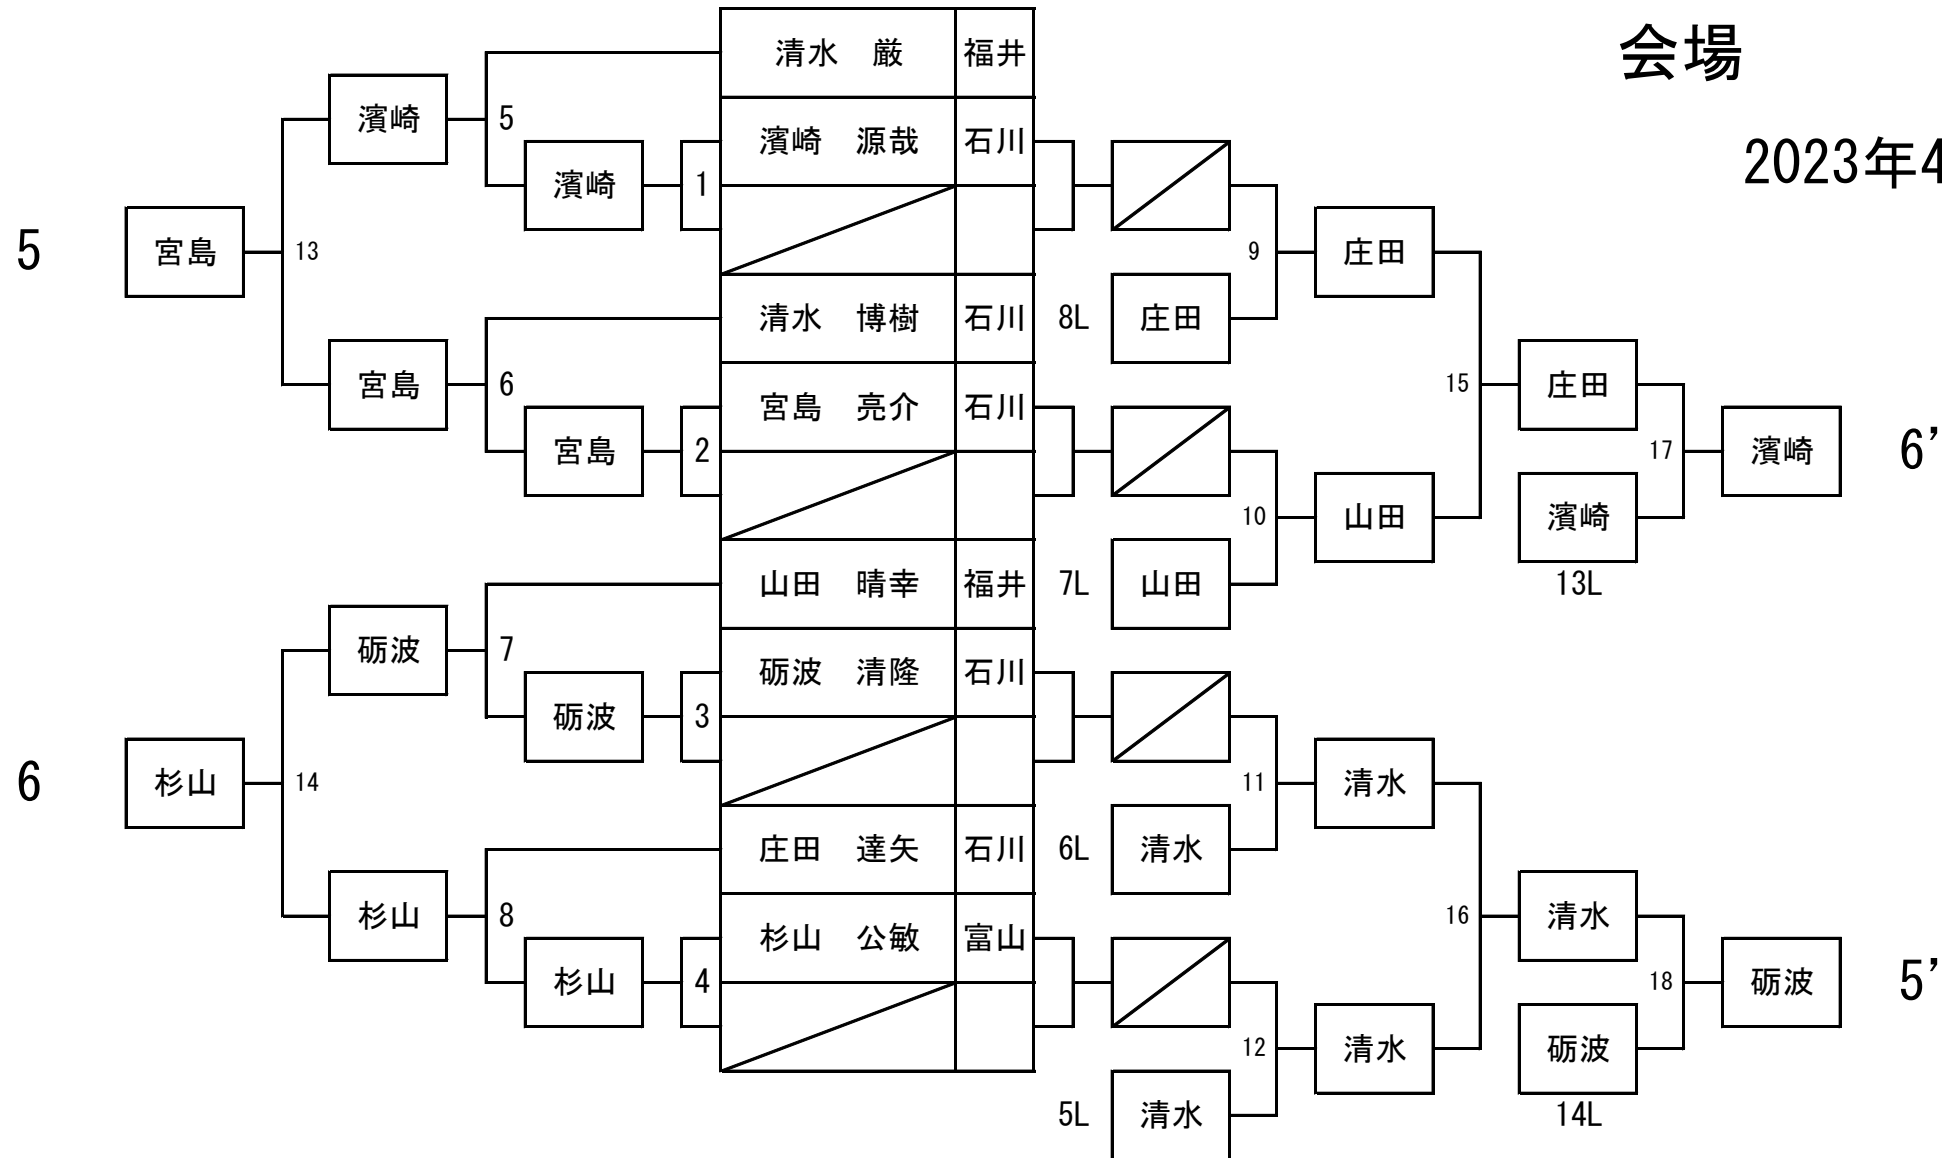 清水　厳 福井
会場
濱崎 5
濱崎　源哉 石川
2023年4
濱崎 1
5 宮島 13
9 庄田
清水　博樹 石川 8L 庄田
宮島 6
15 庄田
宮島　亮介 石川
宮島 2
17 濱崎 6’
10 山田 濱崎
山田　晴幸 福井 7L 山田 13L
砺波 7
砺波　清隆 石川
砺波 3
6 杉山 14
11 清水
庄田　達矢 石川 6L 清水
杉山 8
16 清水
杉山　公敏 富山
杉山 4
18 砺波 5’
12 清水 砺波
5L 清水 14L